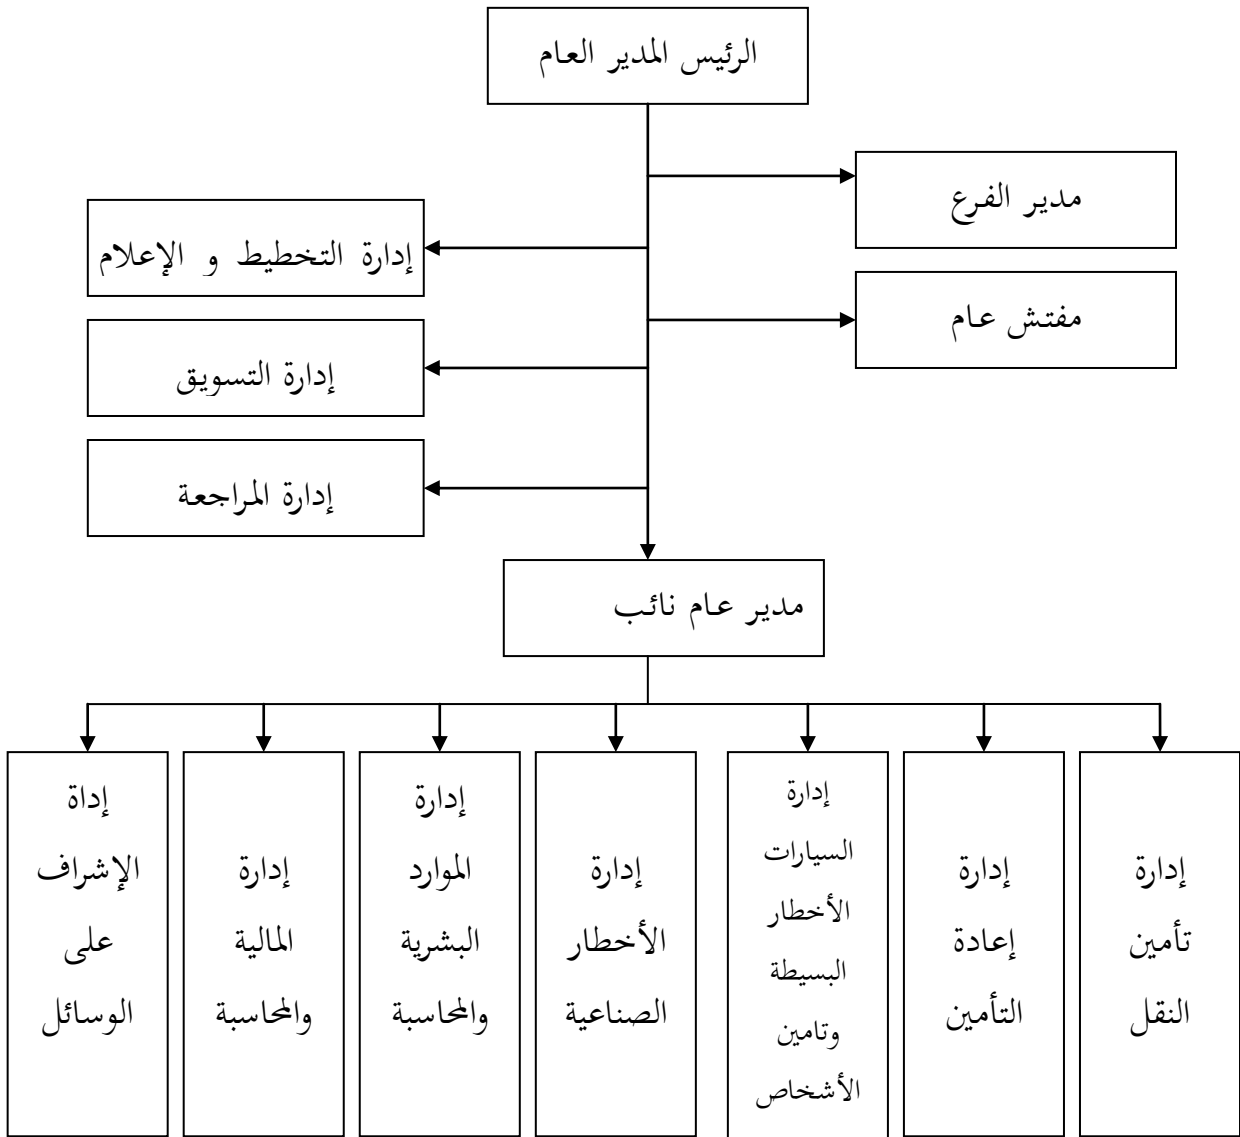 الرئيس المدير العام
مدير الفرع
إدارة التخطيط و الإعلام
مفتش عام
إدارة التسويق
إدارة المراجعة
مدير عام نائب
إدارة
تأمين
النقل
إدارة
إعادة
التأمين
إدارة
السيارات
الأخطار
البسيطة
وتامين
الأشخاص
إدارة
الأخطار
الصناعية
إدارة
الموارد
البشرية
والمحاسبة
إدارة
المالية
والمحاسبة
إداة
الإشراف
على
الوسائل